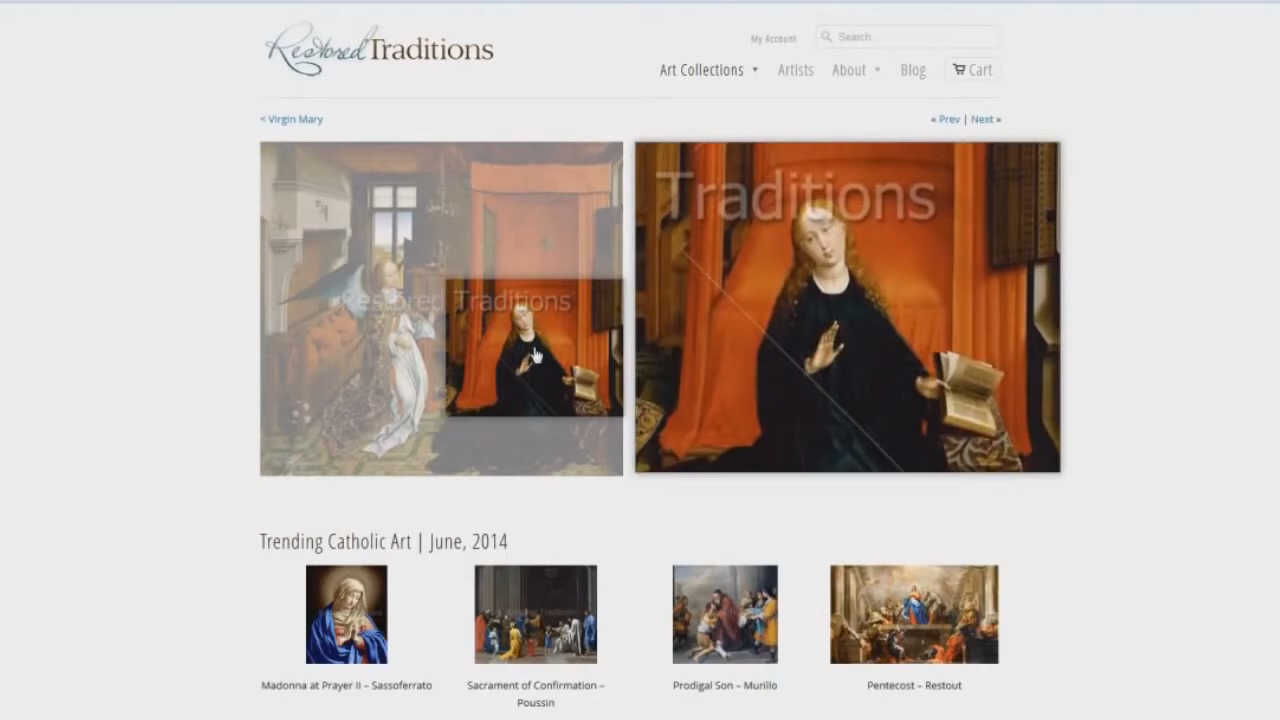 Restored Traditions
My Account
Search...
Art Collections ▾ Artists About ▾ Blog Cart
< Virgin Mary
« Prev | Next »
Restored Traditions
Traditions
Trending Catholic Art | June, 2014
Madonna at Prayer II – Sassoferrato
Sacrament of Confirmation –
Poussin
Prodigal Son – Murillo
Pentecost – Restout